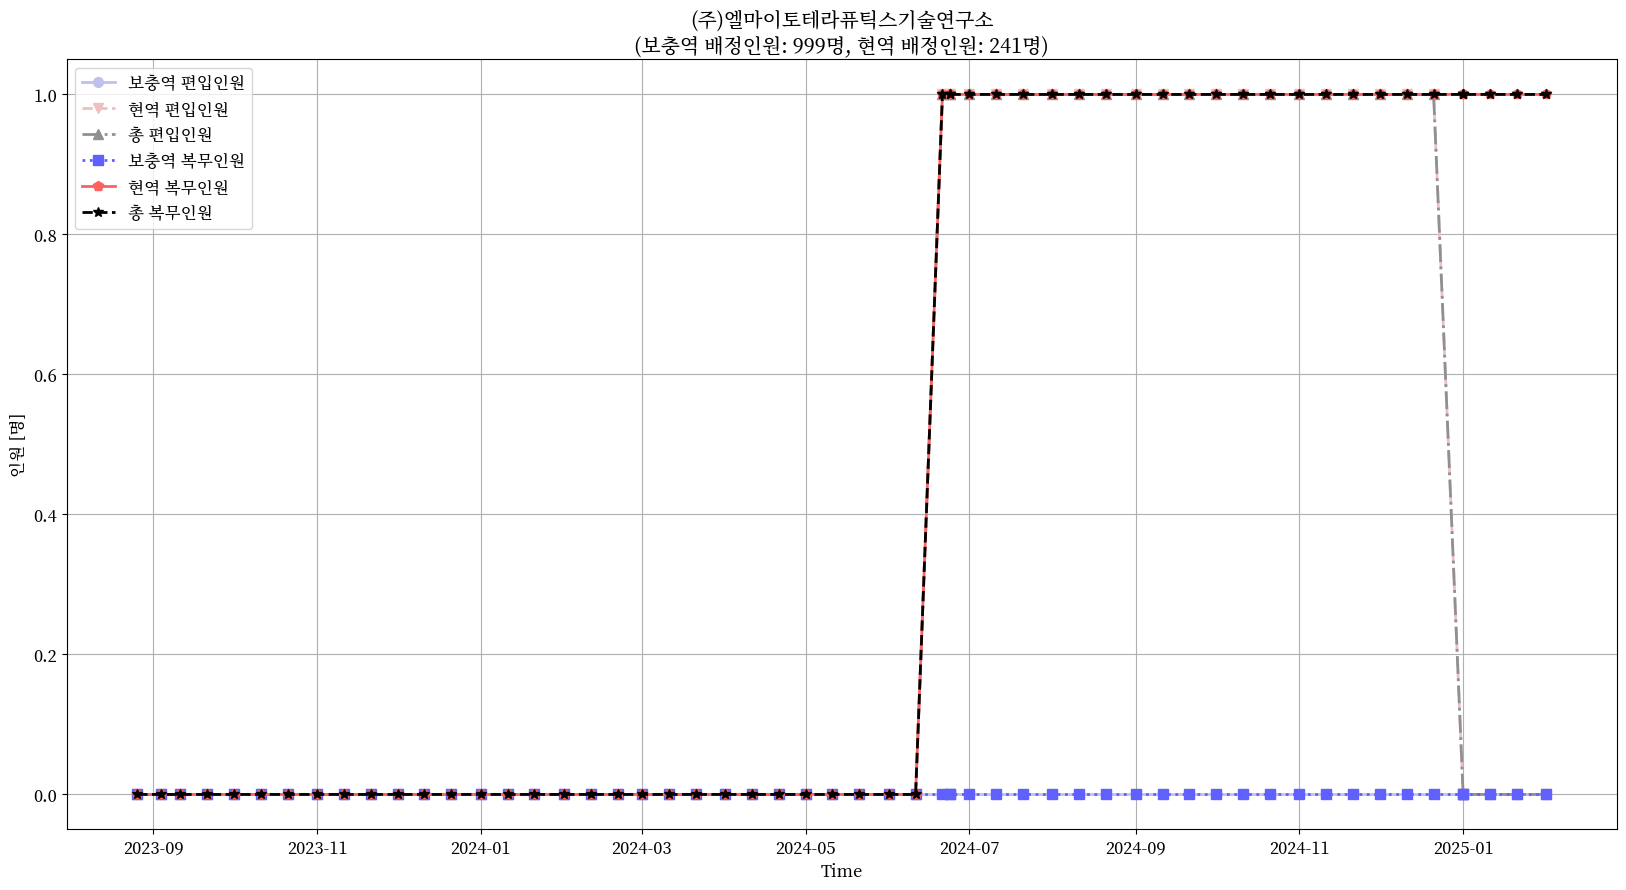 (주)엘마이토테라퓨틱스기술연구소
(보충역 배정인원: 999명, 현역 배정인원: 241명)
보충역 편입인원
현역 편입인원
총 편입인원
보충역 복무인원
현역 복무인원
총 복무인원
1.0
0.8
0.6
0.4
0.2
0.0
인원 [명]
2023-09
2023-11
2024-01
2024-03
2024-05
2024-07
2024-09
2024-11
2025-01
Time